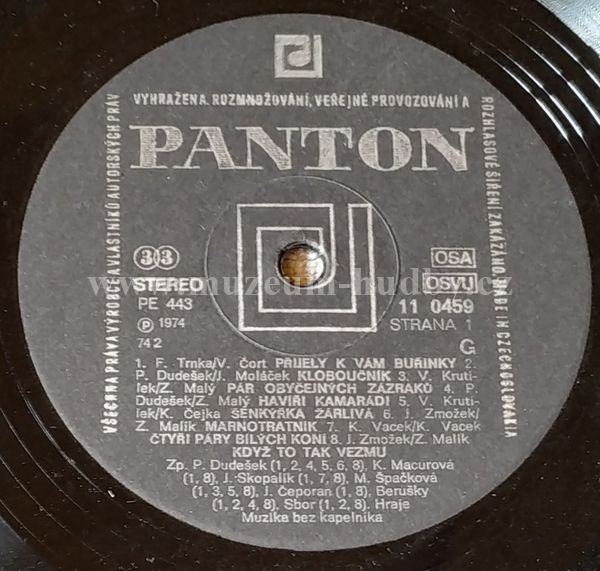 VŠECHNA PRÁVA VÝROBCŮ A VLASTNÍKŮ AUTORSKÝCH PRÁV
VYHRAŽENA. ROZMNOŽOVÁNÍ, VEŘEJNÉ PROVOZOVÁNÍ A
ROZHLASOVÉ ŠÍŘENÍ ZAKÁZÁNO. MADE IN CZECHOSLOVAKIA
PANTON
33
STEREO
PE 443
℗ 1974
74 2
OSA
OSVU
11 0459
STRANA 1
G
www.muzeum-hudby.cz
1. F. Trnka/V. Čort PŘIJELY K VÁM BUŘINKY 2.
P. Dudešek/J. Moláček KLOBOUČNÍK 3. V. Kruti-
lek/Z. Malý PÁR OBYČEJNÝCH ZÁZRAKŮ 4. P.
Dudešek/Z. Malý HAVÍŘI KAMARÁDI 5. V. Kruti-
lek/K. Čejka ŠENKÝŘKA ŽÁRLIVÁ 6. J. Zmožek/
Z. Malík MARNOTRATNÍK 7. K. Vacek/K. Vacek
ČTYŘI PÁRY BÍLÝCH KONÍ 8. J. Zmožek/Z. Malík
KDYŽ TO TAK VEZMU
Zp. P. Dudešek (1, 2, 4, 5, 6, 8) K. Macurová
(1, 8), J. Skopalík (1, 7, 8) M. Špačková
(1, 3, 5, 8) J. Čeporan (1, 8), Berušky
(1, 2, 4, 8) Sbor (1, 2, 8) Hraje
Muzika bez kapelníka